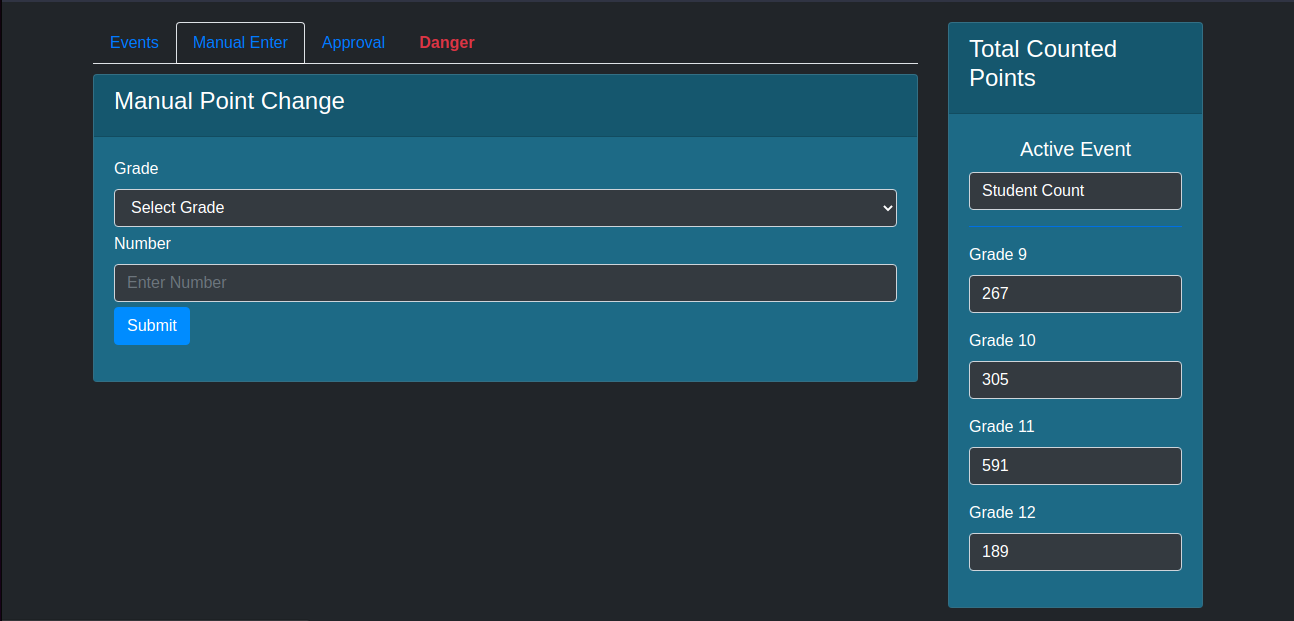 Events
Manual Enter
Approval
Danger
Manual Point Change
Grade
Select Grade
Number
Enter Number
Submit
Total Counted
Points
Active Event
Student Count
Grade 9
267
Grade 10
305
Grade 11
591
Grade 12
189